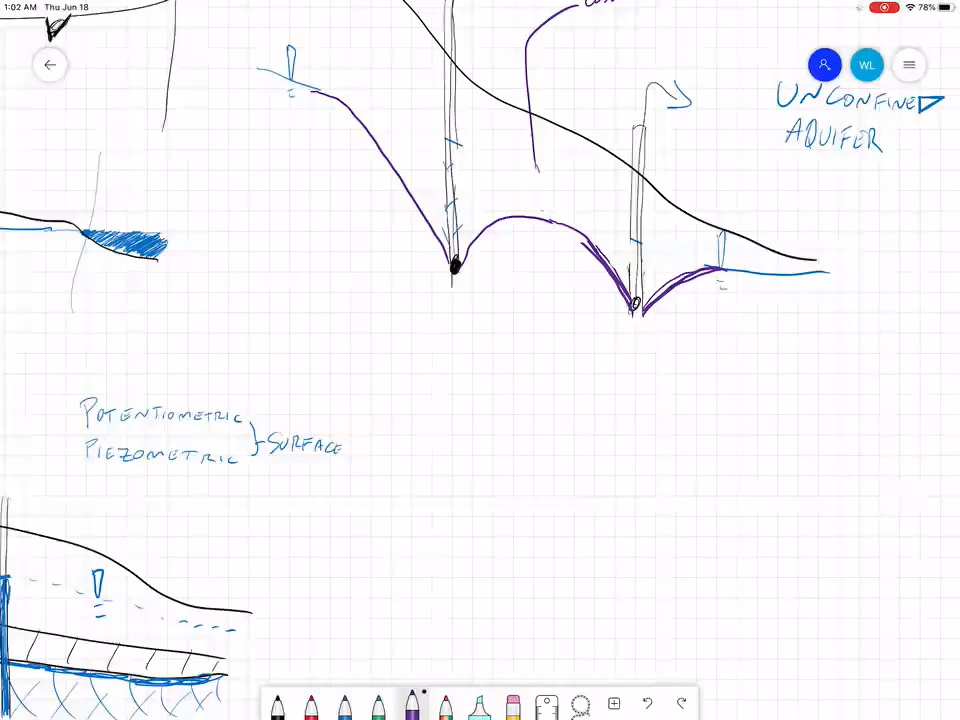 1:02 AM Thu Jun 18
78%
WL
UNCONFINED
AQUIFER
POTENTIOMETRIC
PIEZOMETRIC
SURFACE